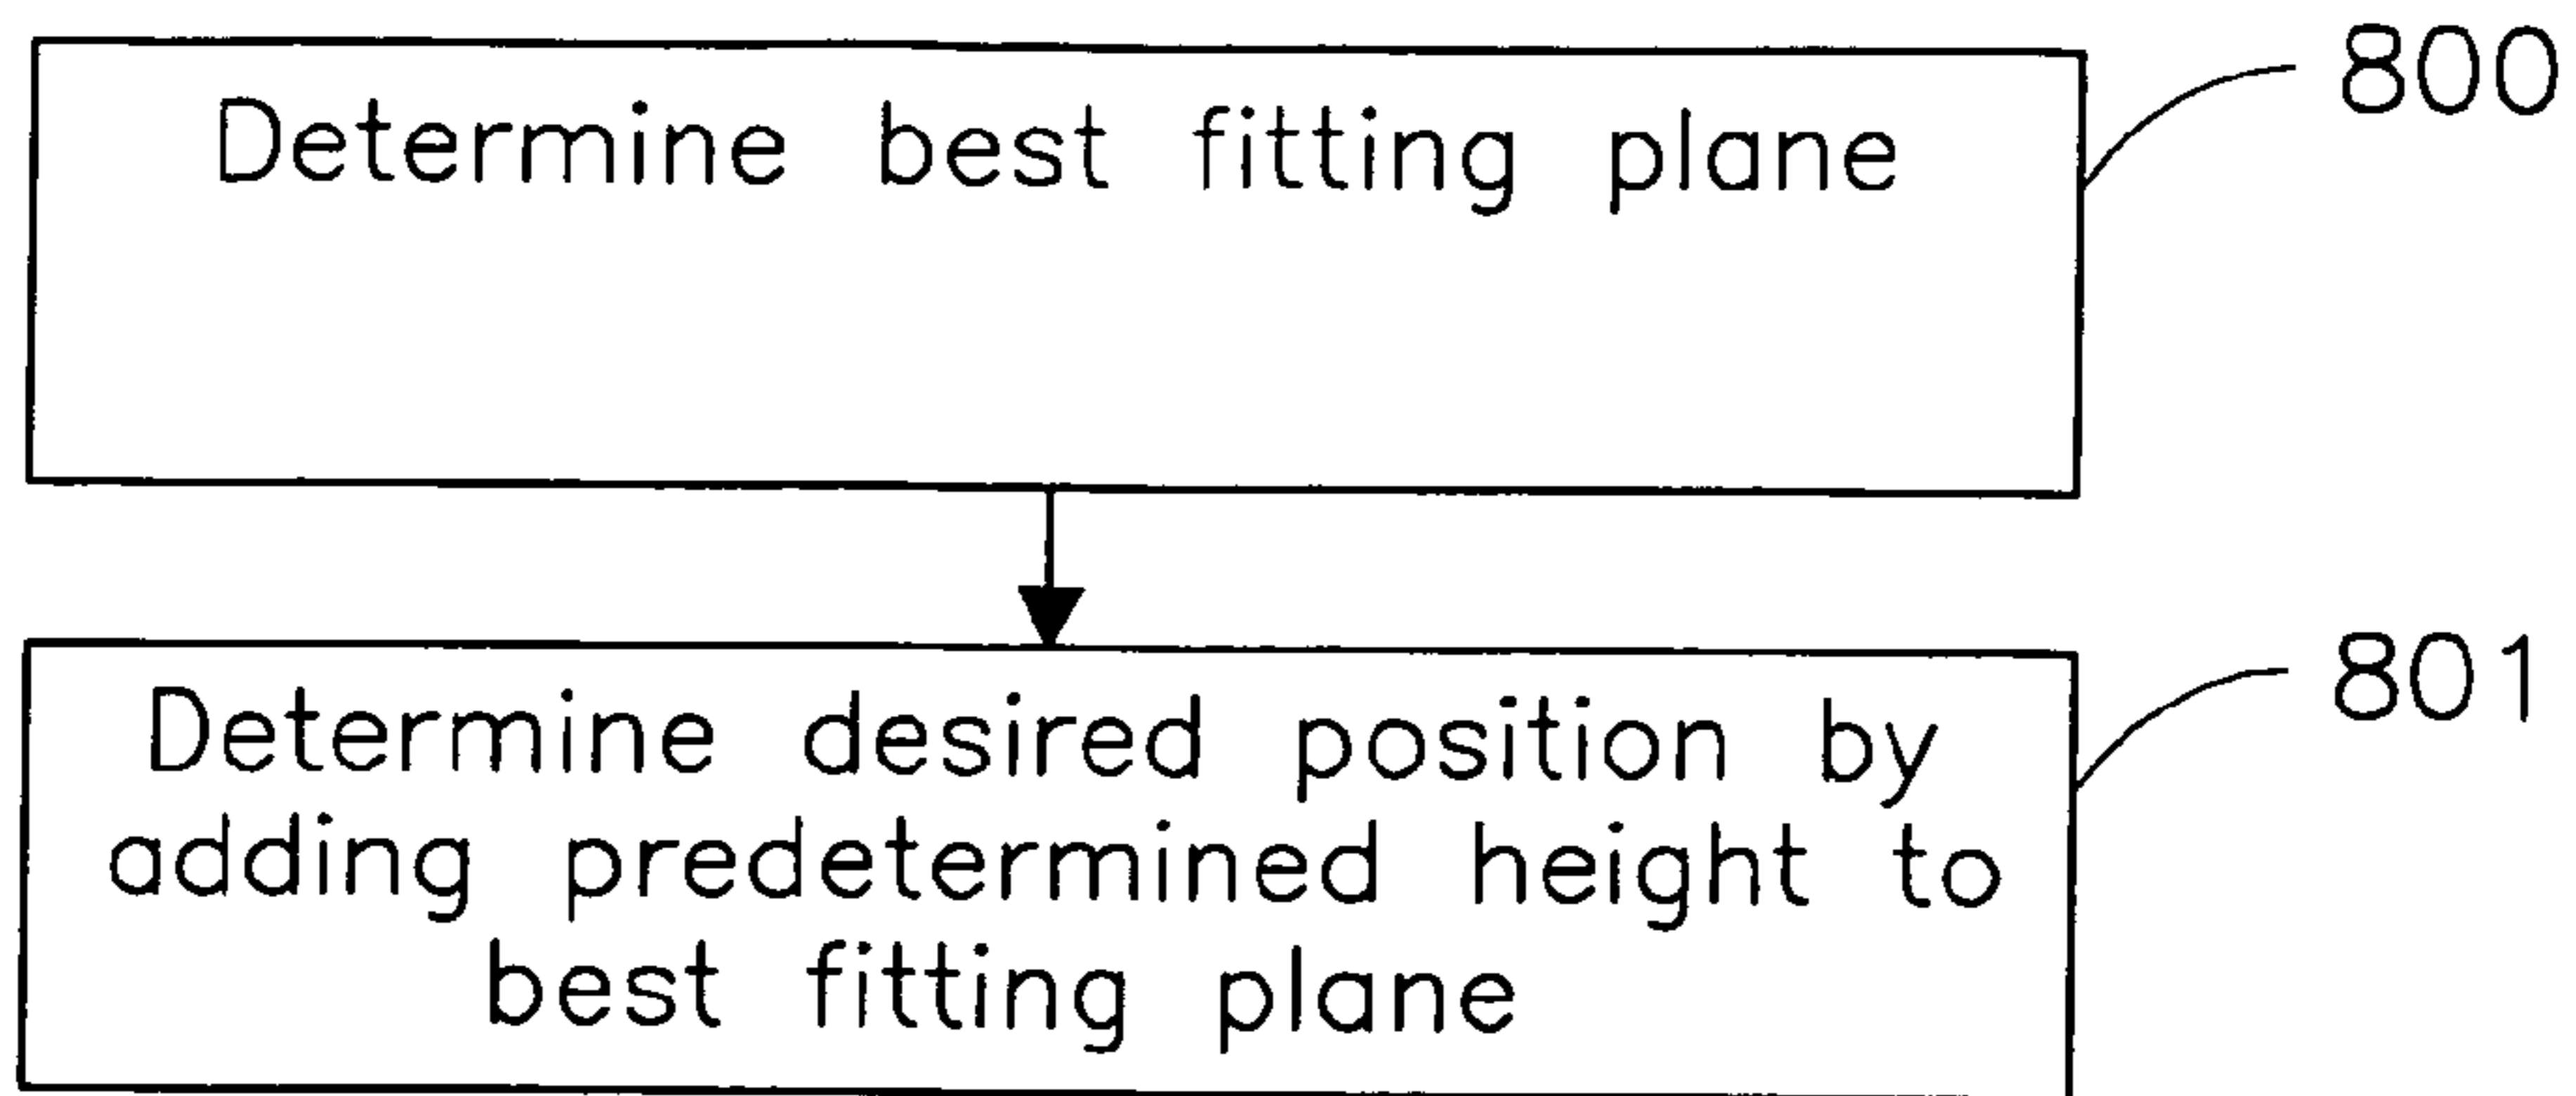 Determine best fitting plane
800
Determine desired position by
adding predetermined height to
best fitting plane
801